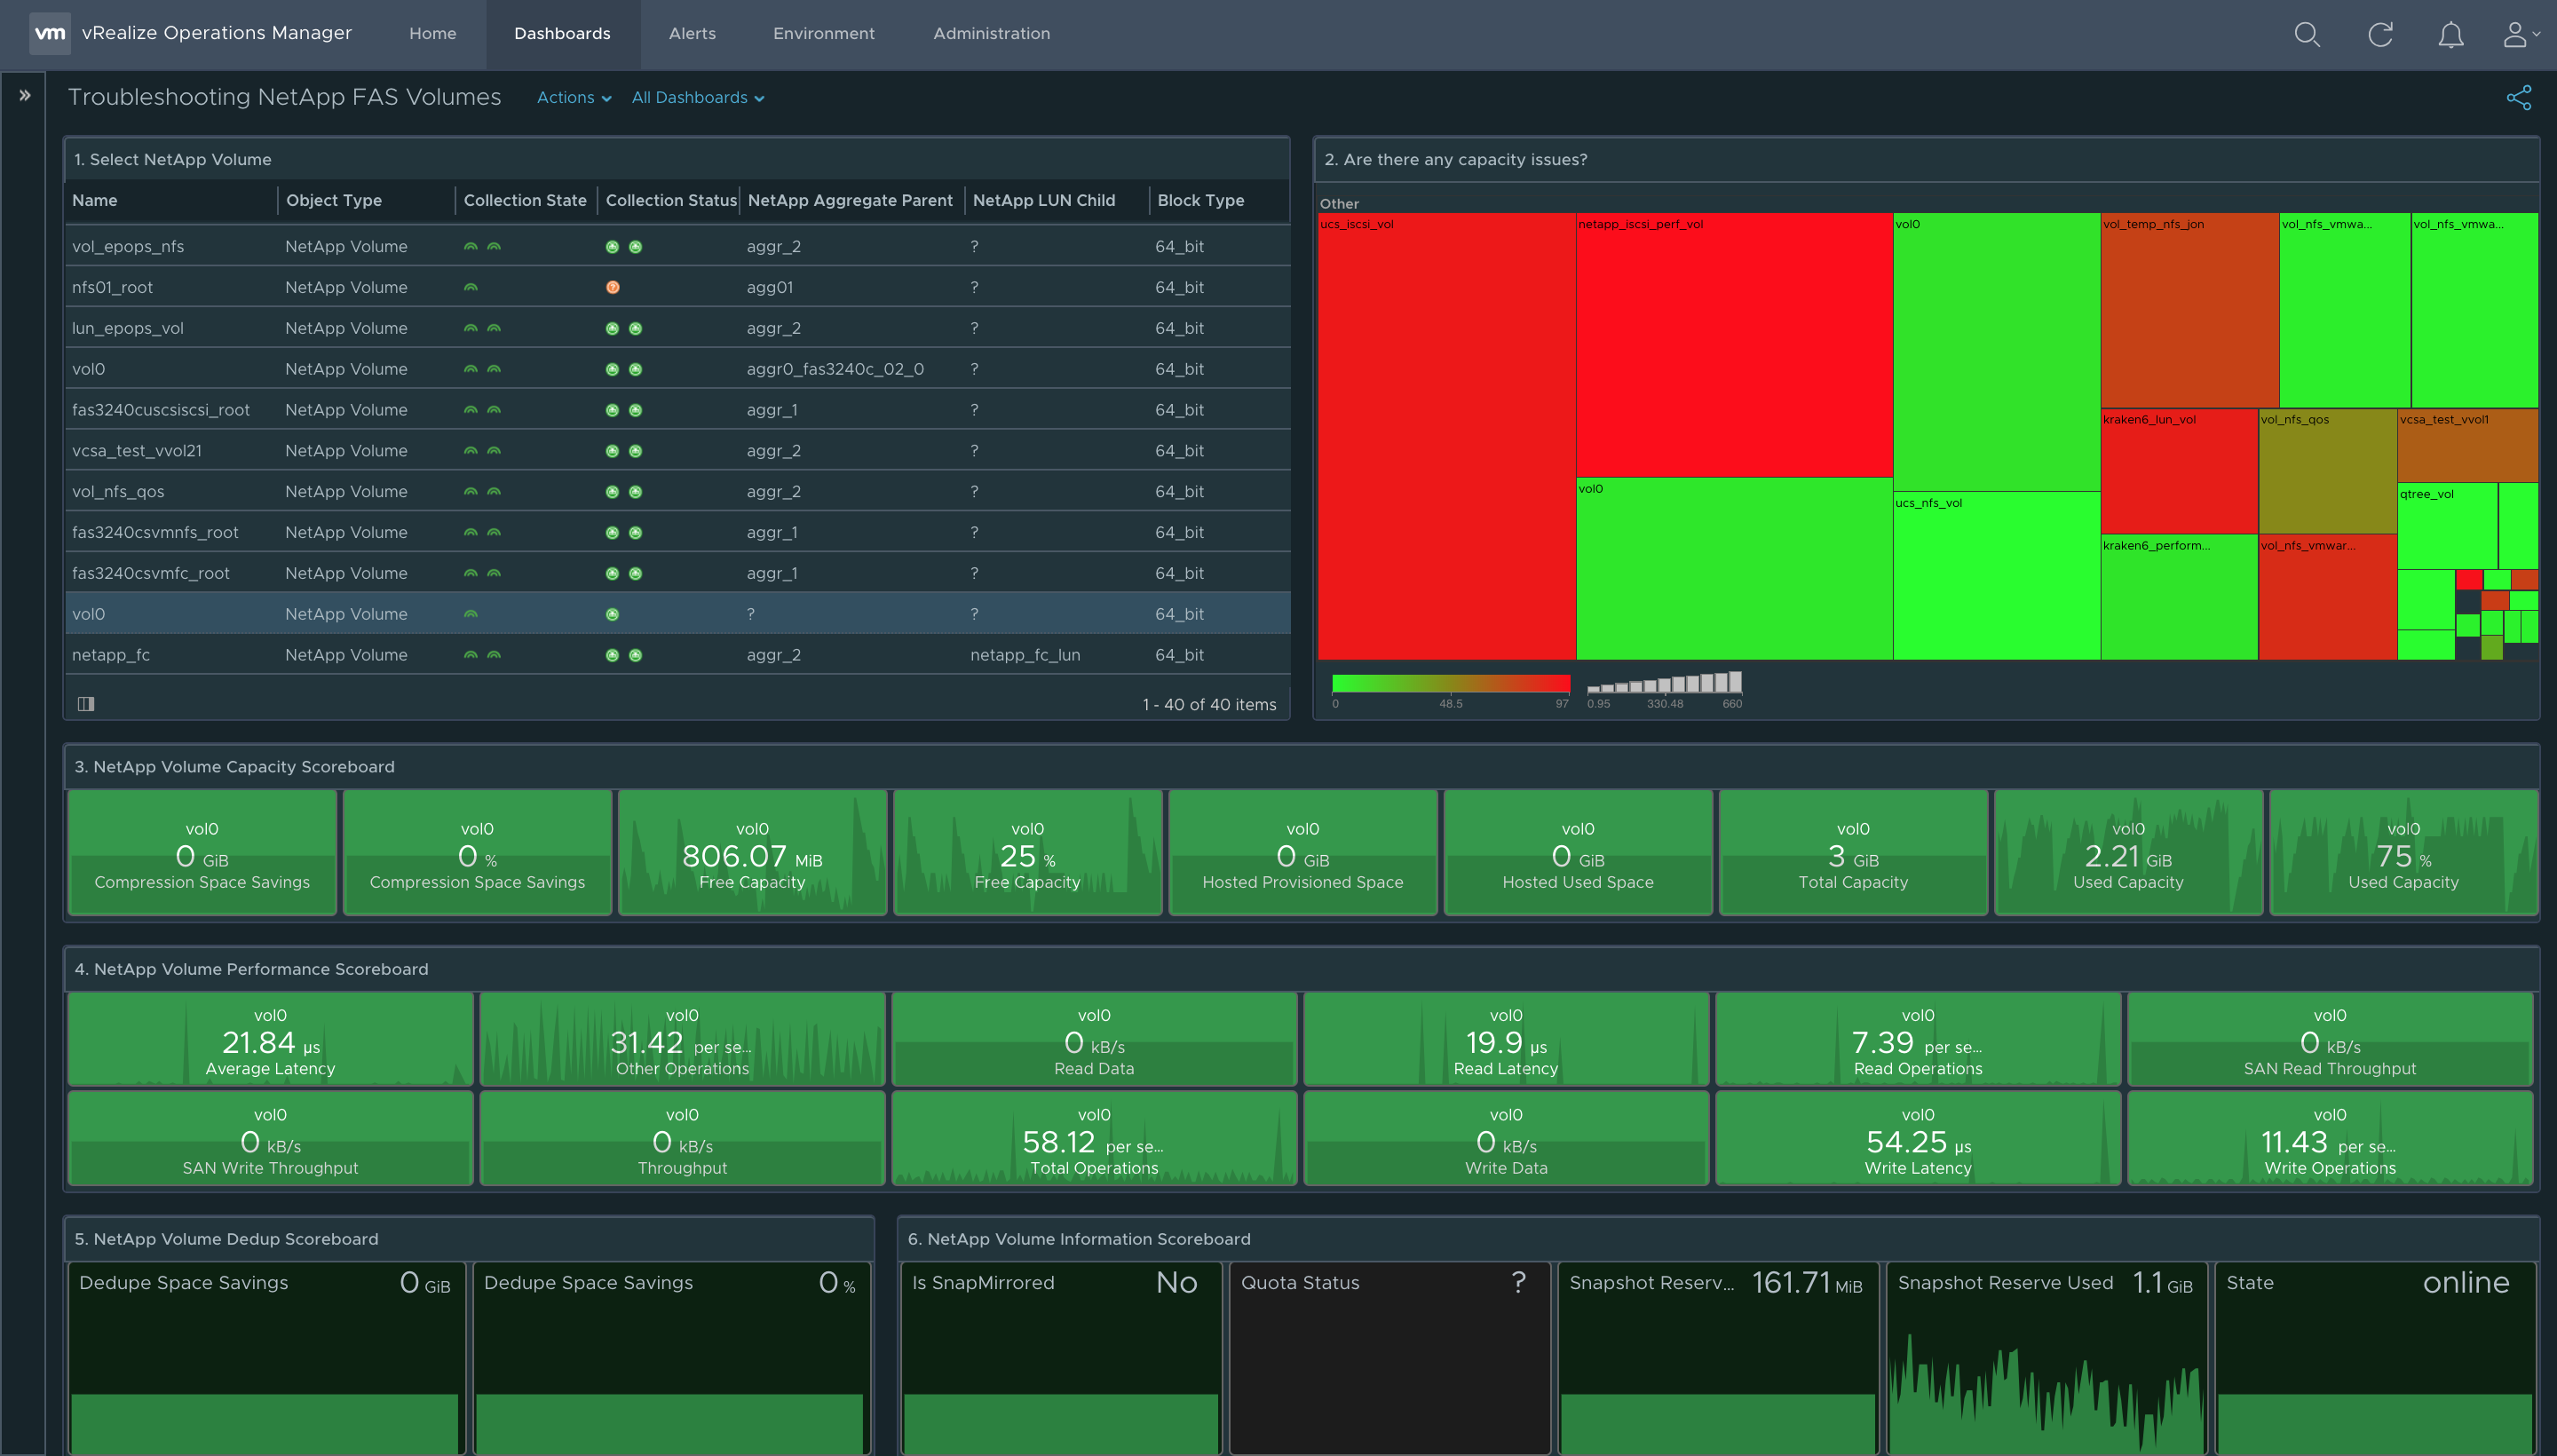 vm vRealize Operations Manager Home Dashboards Alerts Environment Administration
» Troubleshooting NetApp FAS Volumes Actions All Dashboards
1. Select NetApp Volume
Name Object Type Collection State Collection Status NetApp Aggregate Parent NetApp LUN Child Block Type
vol_epops_nfs NetApp Volume aggr_2 ? 64_bit
nfs01_root NetApp Volume ? agg01 ? 64_bit
lun_epops_vol NetApp Volume aggr_2 ? 64_bit
vol0 NetApp Volume aggr0_fas3240c_02_0 ? 64_bit
fas3240cuscsiscsi_root NetApp Volume aggr_1 ? 64_bit
vcsa_test_vvol21 NetApp Volume aggr_2 ? 64_bit
vol_nfs_qos NetApp Volume aggr_2 ? 64_bit
fas3240csvmnfs_root NetApp Volume aggr_1 ? 64_bit
fas3240csvmfc_root NetApp Volume aggr_1 ? 64_bit
vol0 NetApp Volume ? ? 64_bit
netapp_fc NetApp Volume aggr_2 netapp_fc_lun 64_bit
1 - 40 of 40 items
2. Are there any capacity issues?
Other
ucs_iscsi_vol netapp_iscsi_perf_vol vol0 vol_temp_nfs_jon vol_nfs_vmwa... vol_nfs_vmwa...
kraken6_lun_vol vol_nfs_qos vcsa_test_vvol1
vol0 ucs_nfs_vol qtree_vol
kraken6_perform... vol_nfs_vmwar...
0 48.5 97 0.95 330.48 660
3. NetApp Volume Capacity Scoreboard
vol0 vol0 vol0 vol0 vol0 vol0 vol0 vol0 vol0
0 GiB 0 % 806.07 MiB 25 % 0 GiB 0 GiB 3 GiB 2.21 GiB 75 %
Compression Space Savings Compression Space Savings Free Capacity Free Capacity Hosted Provisioned Space Hosted Used Space Total Capacity Used Capacity Used Capacity
4. NetApp Volume Performance Scoreboard
vol0 vol0 vol0 vol0 vol0 vol0
21.84 µs 31.42 per se... 0 kB/s 19.9 µs 7.39 per se... 0 kB/s
Average Latency Other Operations Read Data Read Latency Read Operations SAN Read Throughput
vol0 vol0 vol0 vol0 vol0 vol0
0 kB/s 0 kB/s 58.12 per se... 0 kB/s 54.25 µs 11.43 per se...
SAN Write Throughput Throughput Total Operations Write Data Write Latency Write Operations
5. NetApp Volume Dedup Scoreboard
Dedupe Space Savings 0 GiB Dedupe Space Savings 0 %
6. NetApp Volume Information Scoreboard
Is SnapMirrored No Quota Status ? Snapshot Reserv... 161.71 MiB Snapshot Reserve Used 1.1 GiB State online